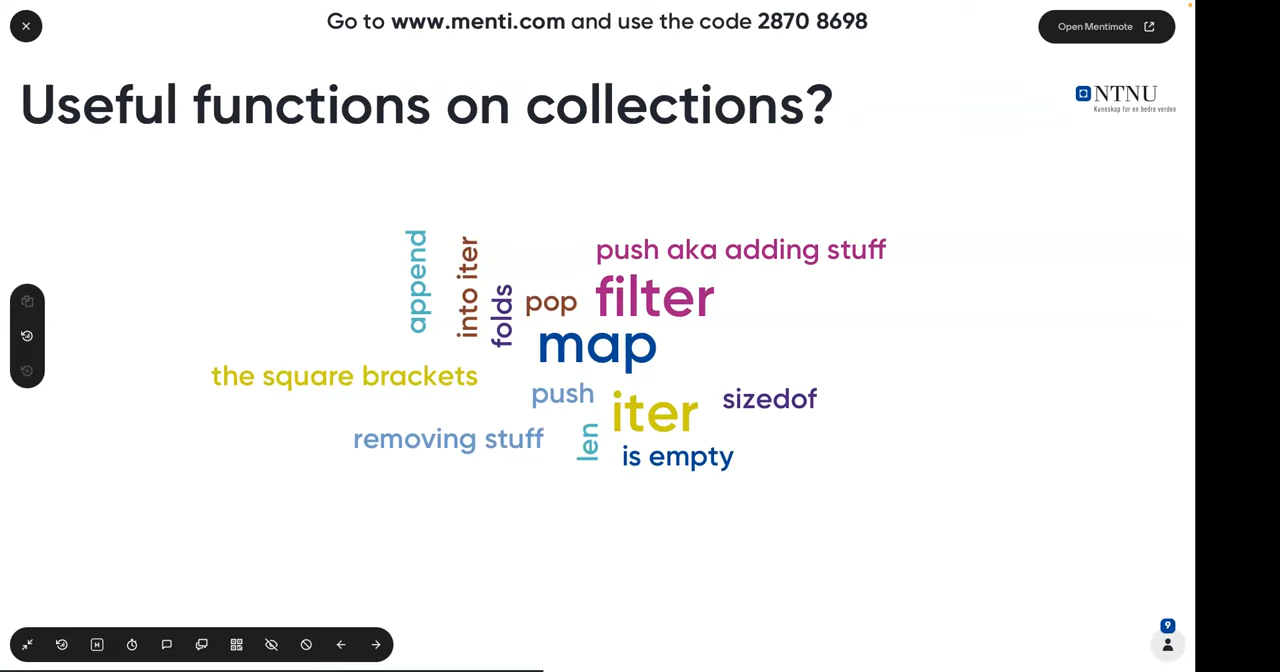 Go to www.menti.com and use the code 2870 8698
Open Mentimote
Useful functions on collections?
NTNU
Kunnskap for en bedre verden
append
into iter
folds
pop
push aka adding stuff
filter
map
the square brackets
push
iter
sizedof
removing stuff
len
is empty
H
9